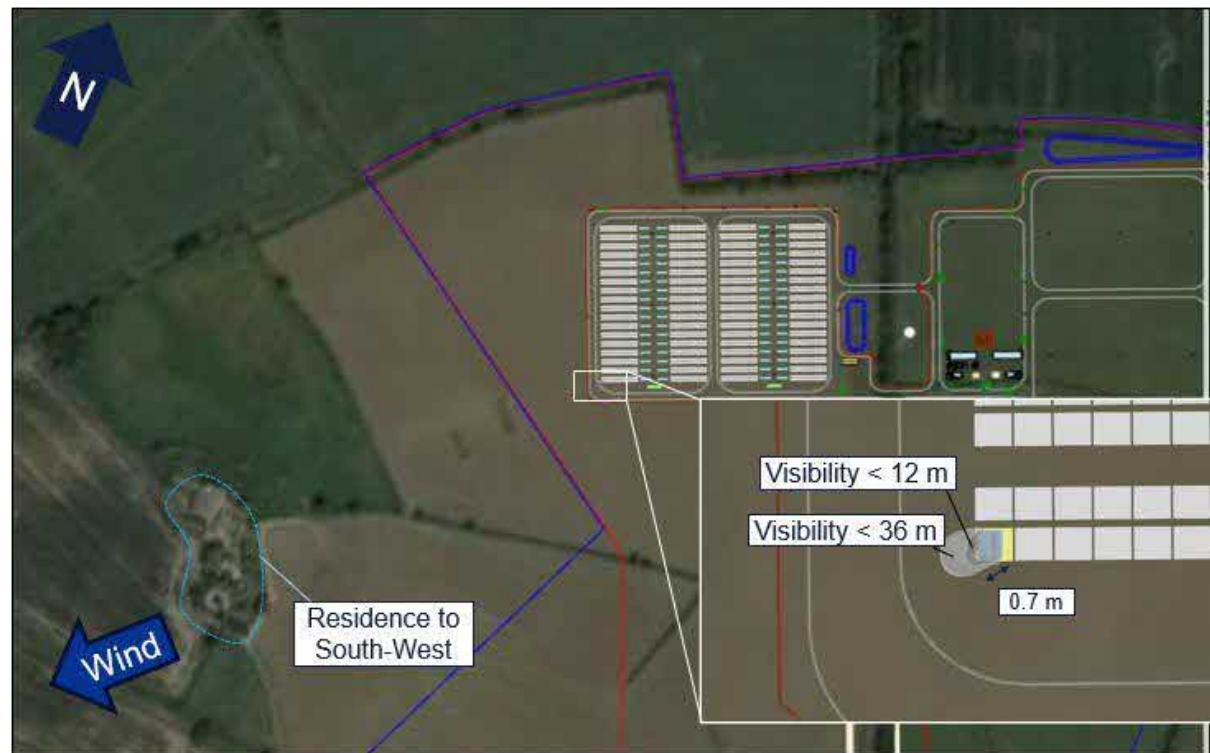 N
Visibility < 12 m
Visibility < 36 m
0.7 m
Residence to
South-West
Wind